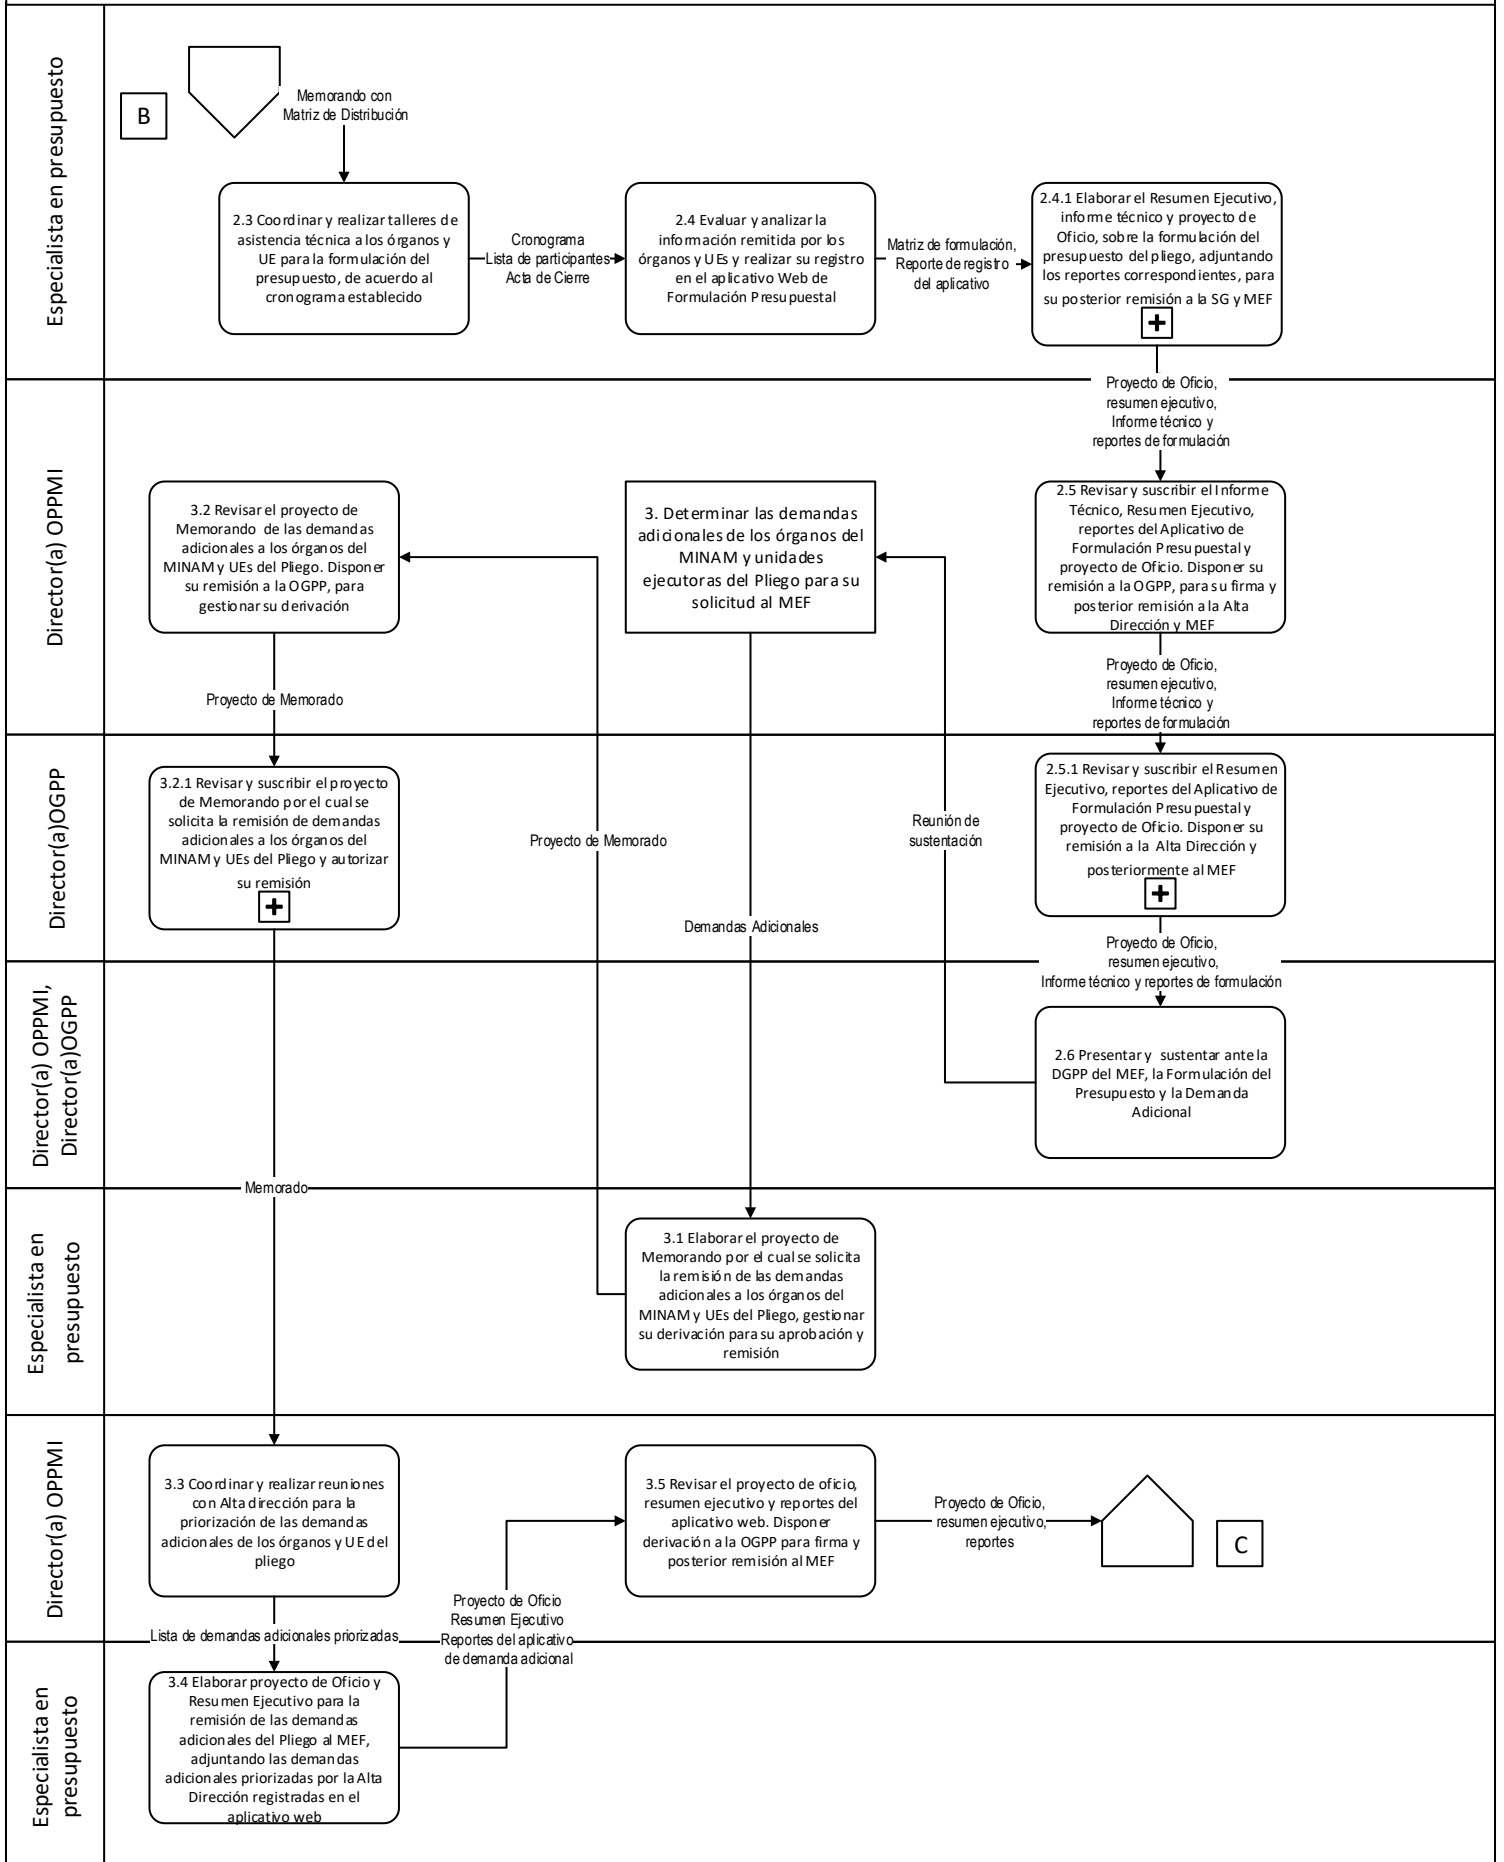 Especialista en presupuesto
B
Memorando con
Matriz de Distribución
2.3 Coordinar y realizar talleres de
asistencia técnica a los órganos y
UE para la formulación del
presupuesto, de acuerdo al
cronograma establecido
Cronograma
Lista de participantes
Acta de Cierre
2.4 Evaluar y analizar la
información remitida por los
órganos y UEs y realizar su registro
en el aplicativo Web de
Formulación Presupuestal
Matriz de formulación,
Reporte de registro
del aplicativo
2.4.1 Elaborar el Resumen Ejecutivo,
informe técnico y proyecto de
Oficio, sobre la formulación del
presupuesto del pliego, adjuntando
los reportes correspondientes, para
su posterior remisión a la SG y MEF
Proyecto de Oficio,
resumen ejecutivo,
Informe técnico y
reportes de formulación
Director(a) OPPMI
3.2 Revisar el proyecto de
Memorando de las demandas
adicionales a los órganos del
MINAM y UEs del Pliego. Disponer
su remisión a la OGPP, para
gestionar su derivación
3. Determinar las demandas
adicionales de los órganos del
MINAM y unidades
ejecutoras del Pliego para su
solicitud al MEF
2.5 Revisar y suscribir el Informe
Técnico, Resumen Ejecutivo,
reportes del Aplicativo de
Formulación Presupuestal y
proyecto de Oficio. Disponer su
remisión a la OGPP, para su firma y
posterior remisión a la Alta
Dirección y MEF
Proyecto de Memorado
Proyecto de Oficio,
resumen ejecutivo,
Informe técnico y
reportes de formulación
Director(a)OGPP
3.2.1 Revisar y suscribir el proyecto
de Memorando por el cual se
solicita la remisión de demandas
adicionales a los órganos del
MINAM y UEs del Pliego y autorizar
su remisión
Proyecto de Memorado
Demandas Adicionales
Reunión de
sustentación
2.5.1 Revisar y suscribir el Resumen
Ejecutivo, reportes del Aplicativo de
Formulación Presupuestal y
proyecto de Oficio. Disponer su
remisión a la Alta Dirección y
posteriormente al MEF
Proyecto de Oficio,
resumen ejecutivo,
Informe técnico y reportes de formulación
Director(a) OPPMI,
Director(a)OGPP
2.6 Presentar y sustentar ante la
DGPP del MEF, la Formulación del
Presupuesto y la Demanda
Adicional
Memorado
Especialista en
presupuesto
3.1 Elaborar el proyecto de
Memorando por el cual se solicita
la remisión de las demandas
adicionales a los órganos del
MINAM y UEs del Pliego, gestionar
su derivación para su aprobación y
remisión
Director(a) OPPMI
3.3 Coordinar y realizar reuniones
con Alta dirección para la
priorización de las demandas
adicionales de los órganos y UE del
pliego
3.5 Revisar el proyecto de oficio,
resumen ejecutivo y reportes del
aplicativo web. Disponer
derivación a la OGPP para firma y
posterior remisión al MEF
Proyecto de Oficio,
resumen ejecutivo,
reportes
C
Lista de demandas adicionales priorizadas
Proyecto de Oficio
Resumen Ejecutivo
Reportes del aplicativo
de demanda adicional
Especialista en
presupuesto
3.4 Elaborar proyecto de Oficio y
Resumen Ejecutivo para la
remisión de las demandas
adicionales del Pliego al MEF,
adjuntando las demandas
adicionales priorizadas por la Alta
Dirección registradas en el
aplicativo web